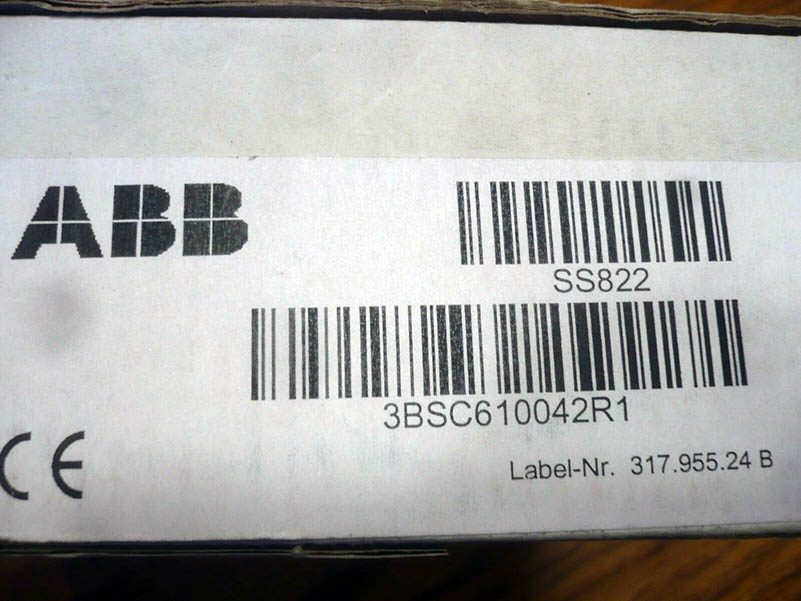 ABB
SS822
3BSC610042R1
CE
Label-Nr. 317.955.24 B